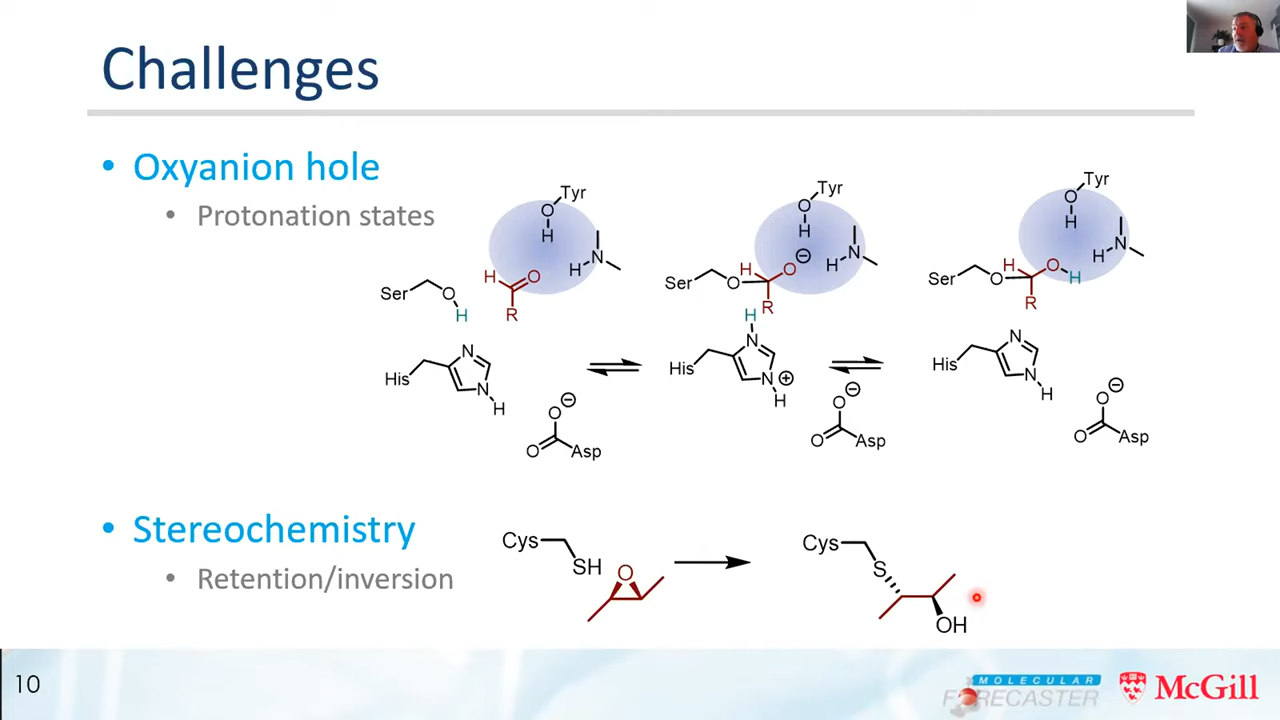 Challenges
• Oxyanion hole
• Protonation states
Tyr
O
H
N
H
H
O
R
Ser
O
H
His
N
N
H
O
O
Asp
Tyr
O
H
N
H
H
O
Ser
O
R
H
His
N
N
H
O
O
Asp
Tyr
O
H
N
H
H
O
H
Ser
O
R
His
N
N
H
O
O
Asp
• Stereochemistry
• Retention/inversion
Cys
SH
O
Cys
S
OH
10
MOLECULAR
FORECASTER
McGill